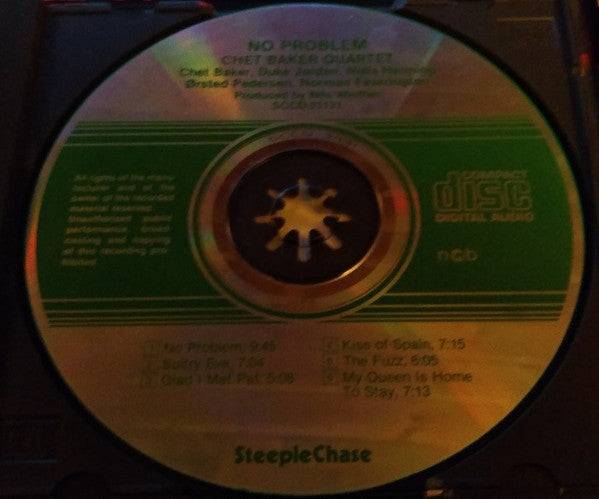 NO PROBLEM
CHET BAKER QUARTET
Chet Baker, Duke Jordan, Niels-Henning
Ørsted Pedersen, Norman Fearrington
Produced by Nils Winther
SCCD 31131
All rights of the manu-
facturer and of the
owner of the recorded
material reserved.
Unauthorised public
performance, broad-
casting and copying
of this recording pro-
hibited.
COMPACT
disc
DIGITAL AUDIO
ncb
1 No Problem, 9:45
2 Sultry Eve, 7:04
3 Glad I Met Pat, 5:06
4 Kiss of Spain, 7:15
5 The Fuzz, 6:05
6 My Queen Is Home
To Stay, 7:13
SteepleChase